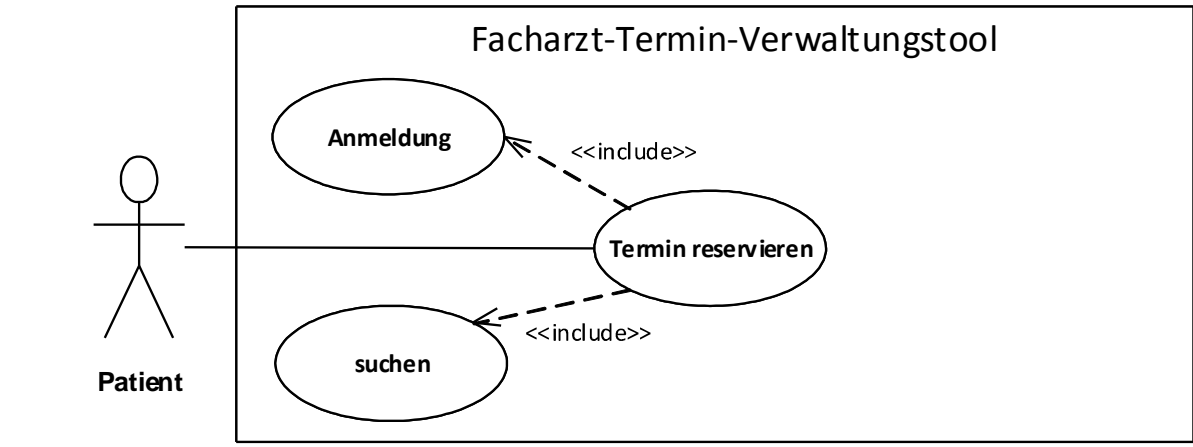 Facharzt-Termin-Verwaltungstool
Anmeldung
<<include>>
Termin reservieren
<<include>>
suchen
Patient